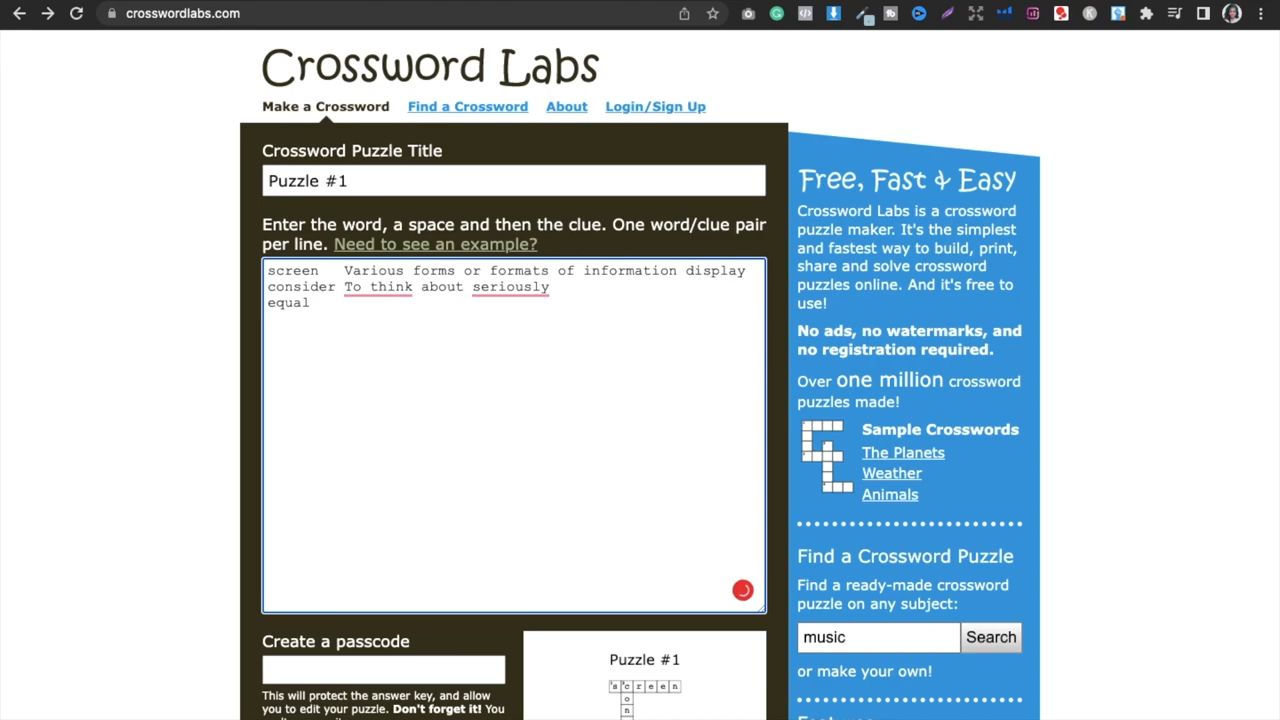 crosswordlabs.com
Crossword Labs
Make a Crossword Find a Crossword About Login/Sign Up
Crossword Puzzle Title
Puzzle #1
Enter the word, a space and then the clue. One word/clue pair
per line. Need to see an example?
screen Various forms or formats of information display
consider To think about seriously
equal
Create a passcode
This will protect the answer key, and allow
you to edit your puzzle. Don't forget it! You
Puzzle #1
screen
o
n
Free, Fast & Easy
Crossword Labs is a crossword
puzzle maker. It's the simplest
and fastest way to build, print,
share and solve crossword
puzzles online. And it's free to
use!
No ads, no watermarks, and
no registration required.
Over one million crossword
puzzles made!
Sample Crosswords
The Planets
Weather
Animals
Find a Crossword Puzzle
Find a ready-made crossword
puzzle on any subject:
music Search
or make your own!